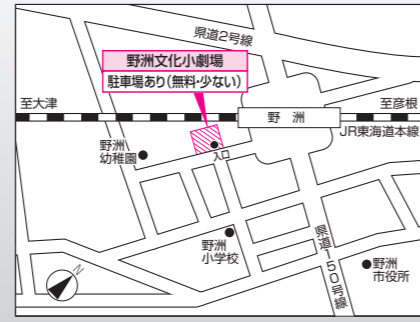 県道2号線
野洲文化小劇場
駐車場あり(無料・少ない)
至大津
至彦根
野洲
JR東海道本線
野洲
幼稚園
入口
野洲
小学校
県道150号線
野洲
市役所
N